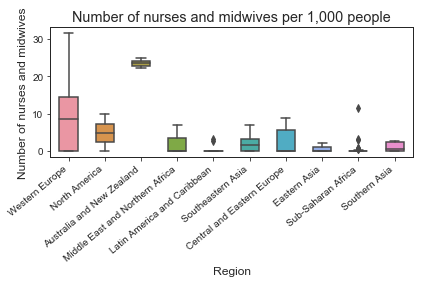 Number of nurses and midwives per 1,000 people
Number of nurses and midwives
30
20
10
0
Western Europe
North America
Australia and New Zealand
Middle East and Northern Africa
Latin America and Caribbean
Southeastern Asia
Central and Eastern Europe
Eastern Asia
Sub-Saharan Africa
Southern Asia
Region